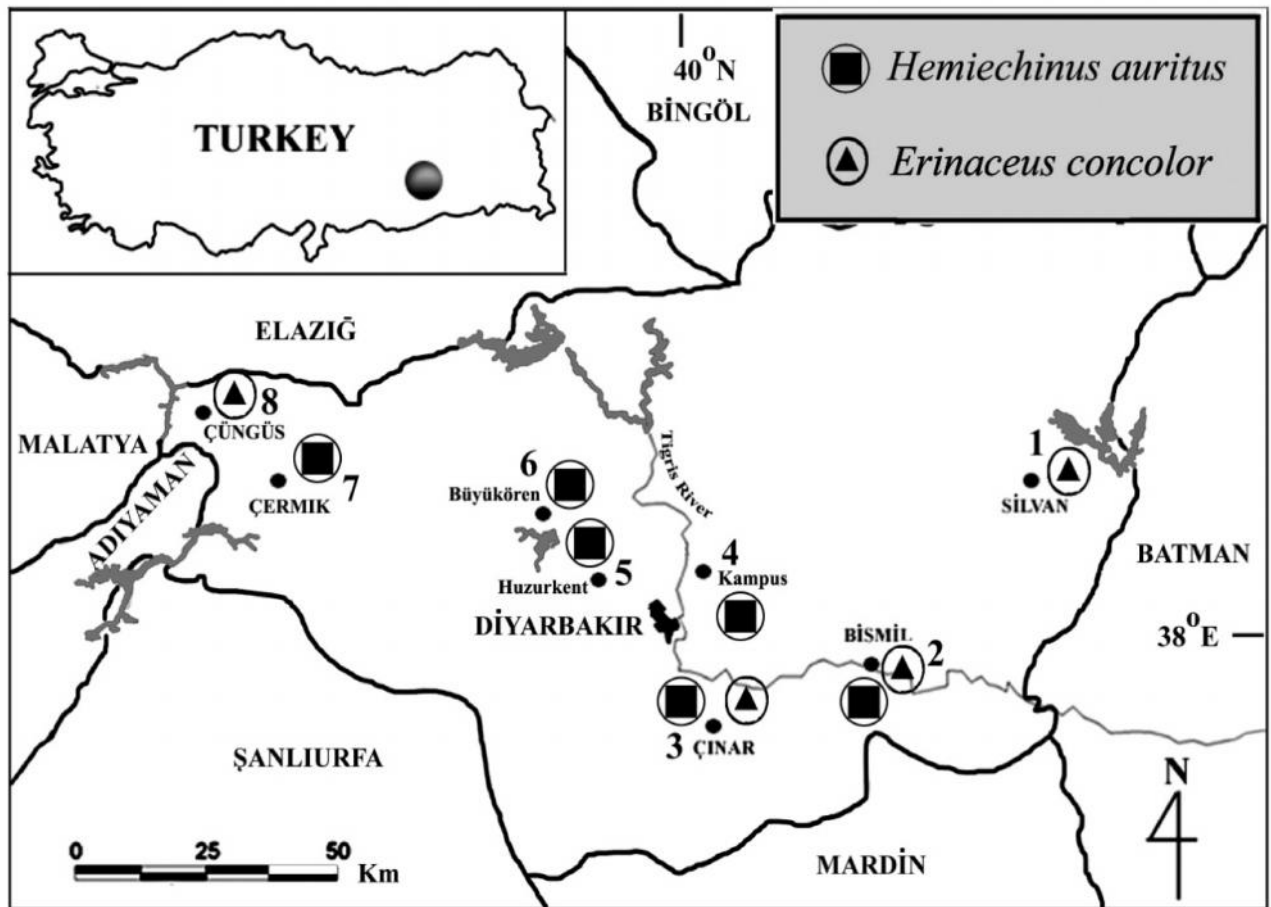 TURKEY
40°N
BİNGÖL
Hemiechinus auritus
Erinaceus concolor
ELAZIĞ
8
ÇÜNGÜS
MALATYA
ADIYAMAN
7
ÇERMIK
6
Büyükören
Tigris River
1
SİLVAN
BATMAN
Huzurkent
5
4
Kampus
DİYARBAKIR
38°E
BİSMİL
2
3
ÇINAR
ŞANLIURFA
N
0 25 50
Km
MARDİN